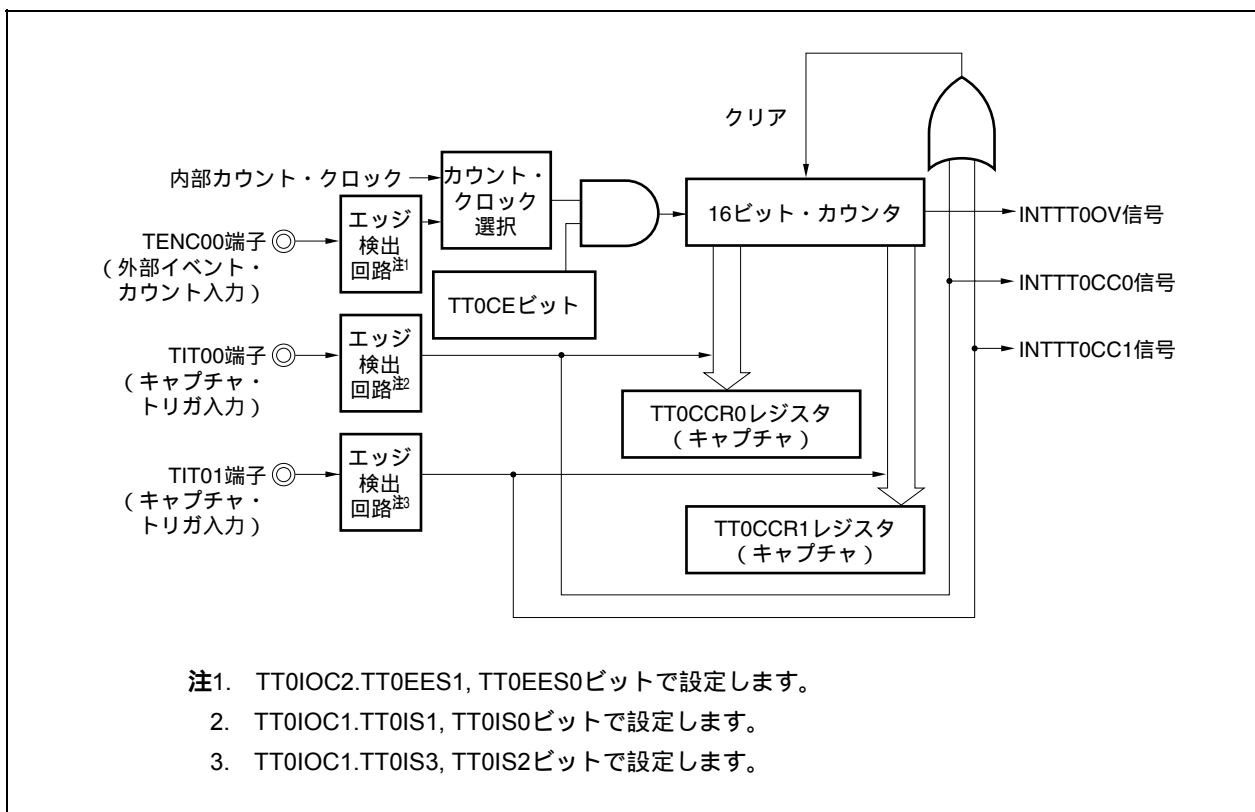 クリア
内部カウント・クロック
カウント・
クロック
選択
16ビット・カウンタ
INTTT0OV信号
TENC00端子
（外部イベント・
カウント入力）
エッジ
検出
回路注1
TT0CEビット
INTTT0CC0信号
TIT00端子
（キャプチャ・
トリガ入力）
エッジ
検出
回路注2
INTTT0CC1信号
TT0CCR0レジスタ
（キャプチャ）
TIT01端子
（キャプチャ・
トリガ入力）
エッジ
検出
回路注3
TT0CCR1レジスタ
（キャプチャ）
注1. TT0IOC2.TT0EES1, TT0EES0ビットで設定します。
2. TT0IOC1.TT0IS1, TT0IS0ビットで設定します。
3. TT0IOC1.TT0IS3, TT0IS2ビットで設定します。